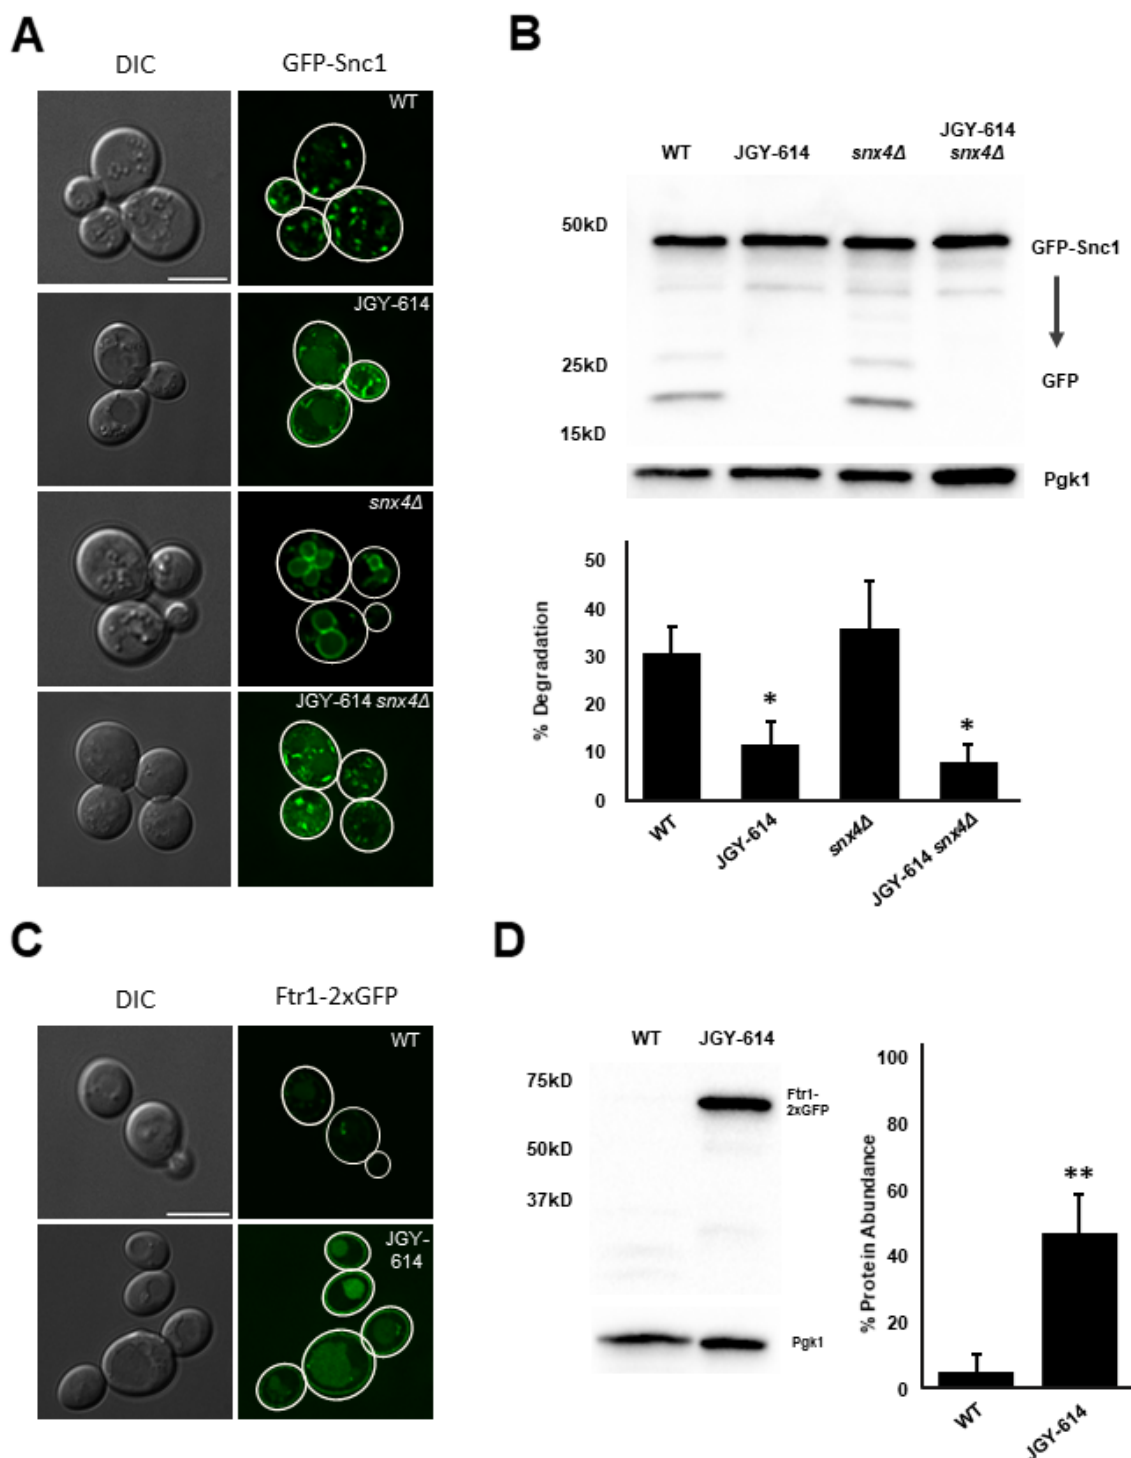 A
DIC
GFP-Snc1
WT
JGY-614
snx4Δ
JGY-614 snx4Δ
B
WT
JGY-614
snx4Δ
JGY-614
snx4Δ
50kD
25kD
15kD
GFP-Snc1
GFP
Pgk1
% Degradation
50
40
30
20
10
0
*
*
WT
JGY-614
snx4Δ
JGY-614 snx4Δ
C
DIC
Ftr1-2xGFP
WT
JGY-
614
D
WT
JGY-614
75kD
50kD
37kD
Ftr1-
2xGFP
Pgk1
% Protein Abundance
100
80
60
40
20
0
**
WT
JGY-614